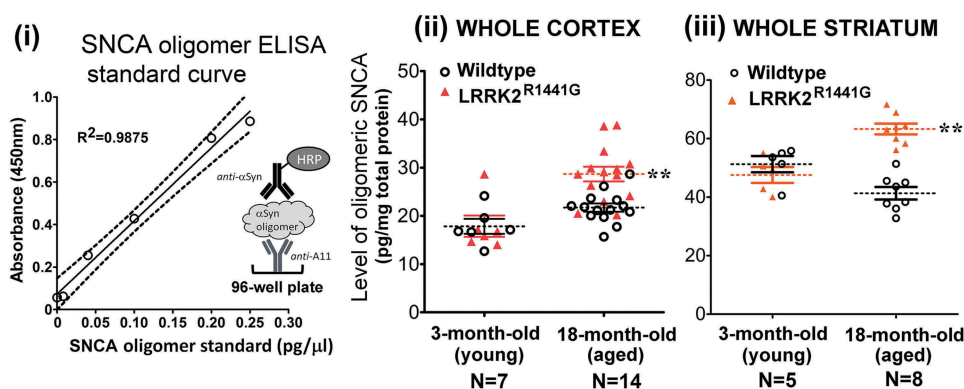 (i)
SNCA oligomer ELISA
standard curve
Absorbance (450nm)
1.0
0.8
0.6
0.4
0.2
0
R²=0.9875
HRP
anti-αSyn
αSyn
oligomer
anti-A11
96-well plate
0
0.05
0.10
0.15
0.20
0.25
0.30
SNCA oligomer standard (pg/μl)
(ii) WHOLE CORTEX
Level of oligomeric SNCA
(pg/mg total protein)
50
40
30
20
10
0
Wildtype
LRRK2^R1441G
**
3-month-old
(young)
N=7
18-month-old
(aged)
N=14
(iii) WHOLE STRIATUM
80
60
40
20
0
Wildtype
LRRK2^R1441G
**
3-month-old
(young)
N=5
18-month-old
(aged)
N=8